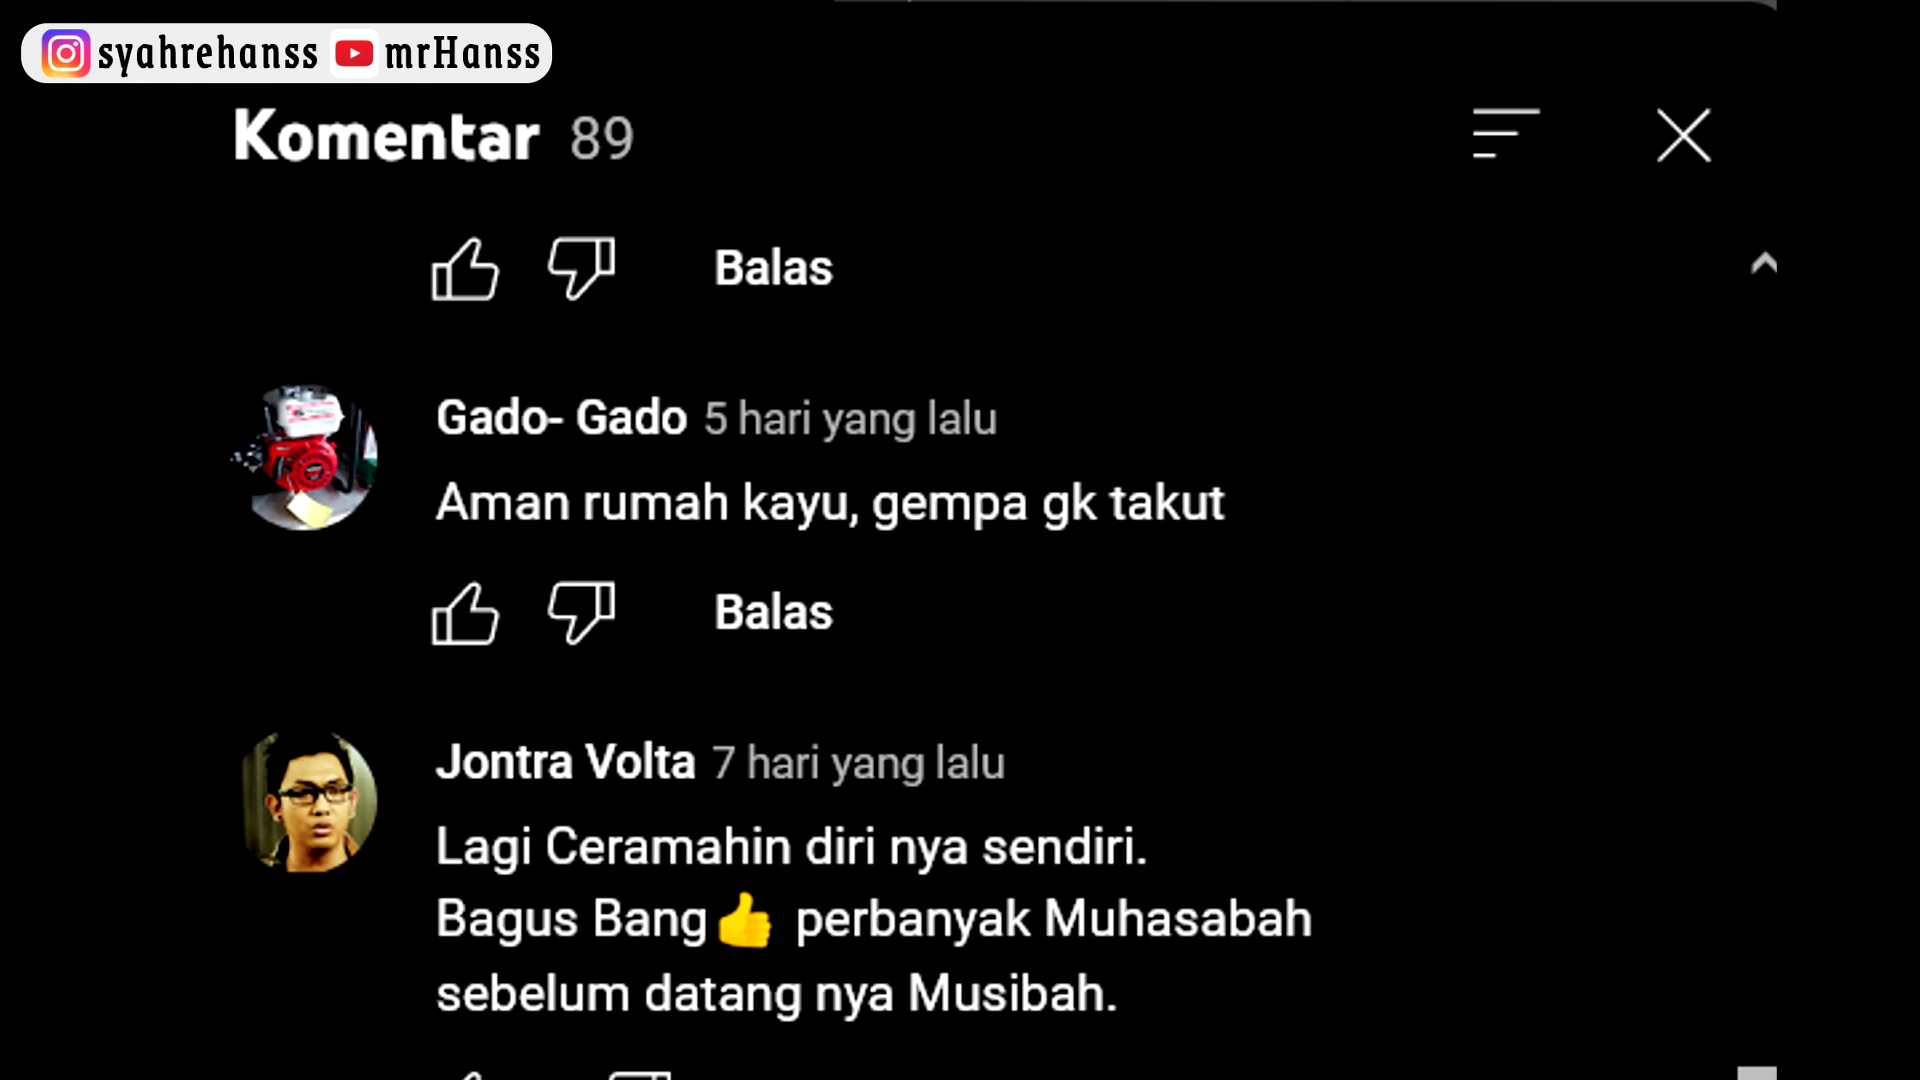 syahrehanss mrHanss
Komentar 89
Balas
Gado- Gado 5 hari yang lalu
Aman rumah kayu, gempa gk takut
Balas
Jontra Volta 7 hari yang lalu
Lagi Ceramahin diri nya sendiri.
Bagus Bang👍 perbanyak Muhasabah
sebelum datang nya Musibah.